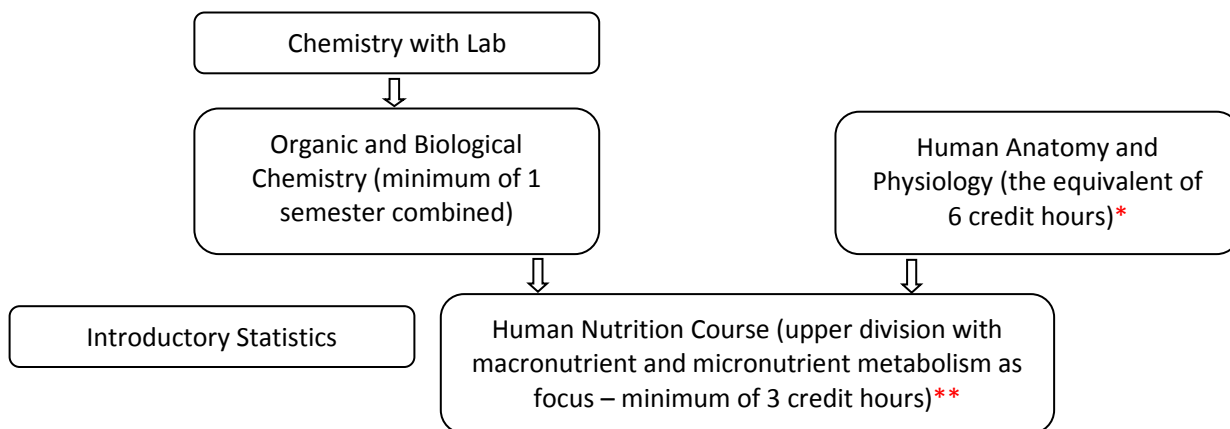 Chemistry with Lab
Organic and Biological
Chemistry (minimum of 1
semester combined)
Human Anatomy and
Physiology (the equivalent of
6 credit hours)*
Introductory Statistics
Human Nutrition Course (upper division with
macronutrient and micronutrient metabolism as
focus – minimum of 3 credit hours)**